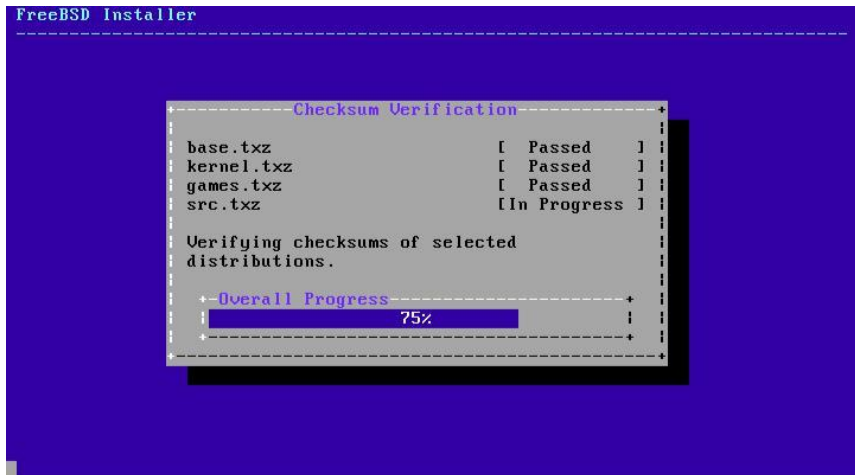 FreeBSD Installer
Checksum Verification
base.txz [ Passed ]
kernel.txz [ Passed ]
games.txz [ Passed ]
src.txz [In Progress ]
Verifying checksums of selected
distributions.
Overall Progress
75%